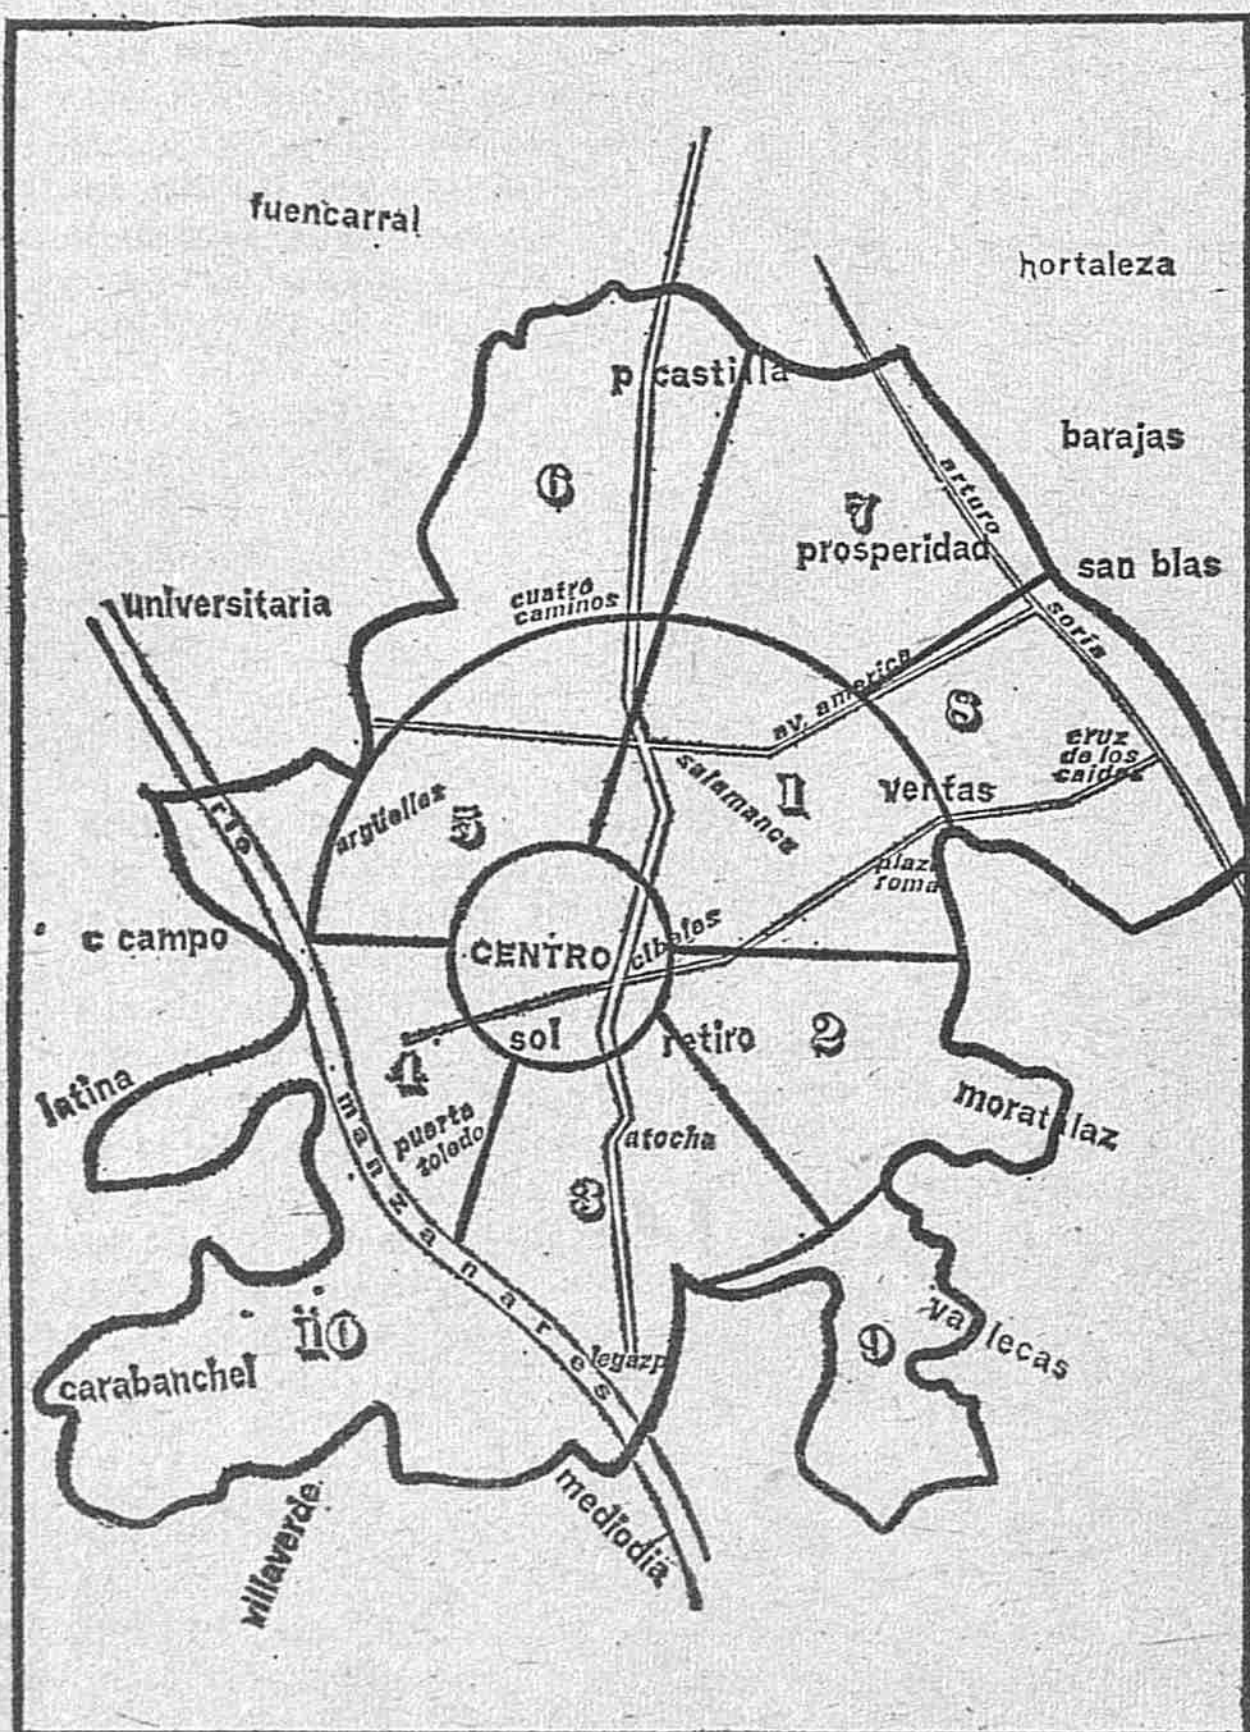 fuencarral
hortaleza
p castilla
barajas
6
arturo
7
prosperidad
san blas
universitaria
cuatro
caminos
soria
av. america
8
cruz
de los
caidos
salamanca
1
ventas
argüelles
5
rio
plaza
roma
c campo
CENTRO
cibeles
sol
retiro
2
4
latina
manzanares
puerta
toledo
moratalaz
atocha
3
10
vallecas
9
legazpi
carabanchel
villaverde
mediodia